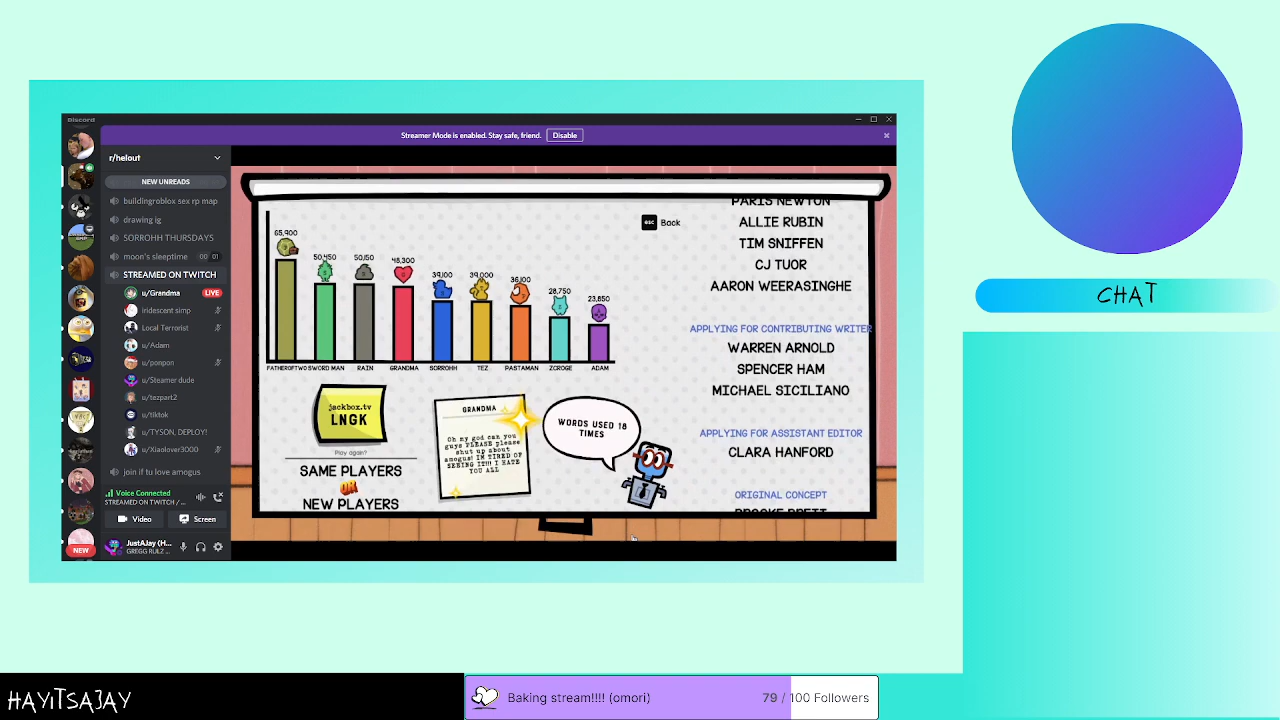 Discord
Streamer Mode is enabled. Stay safe, friend.
Disable
r/helout
NEW UNREADS
buildingroblox sex rp map
drawing ig
SORROHH THURSDAYS
moon's sleeptime
00 : 01
STREAMED ON TWITCH
u/Grandma
LIVE
iridescent simp
Local Terrorist
u/Adam
u/ponpon
u/Steamer dude
u/tezpart2
u/tiktok
u/TYSON, DEPLOY!
u/Xiaolover3000
join if tu love amogus
Voice Connected
STREAMED ON TWITCH / ...
Video
Screen
NEW
JustAJay (H...
GREGG RULZ ...
65,900
50,450
50,150
48,300
39,100
39,000
36,100
28,750
23,850
FATHEROFTWO
SWORD MAN
RAIN
GRANDMA
SORROHH
TEZ
PASTAMAN
ZCROGE
ADAM
esc Back
jackbox.tv
LNGK
Play again?
SAME PLAYERS
OR
NEW PLAYERS
GRANDMA
Oh my god can you
guys PLEASE please
shut up about
amogus! IM TIRED OF
SEEING IT!!! I HATE
YOU ALL
WORDS USED 18
TIMES
PARIS NEWTON
ALLIE RUBIN
TIM SNIFFEN
CJ TUOR
AARON WEERASINGHE
APPLYING FOR CONTRIBUTING WRITER
WARREN ARNOLD
SPENCER HAM
MICHAEL SICILIANO
APPLYING FOR ASSISTANT EDITOR
CLARA HANFORD
ORIGINAL CONCEPT
CHAT
HAYITSAJAY
Baking stream!!!! (omori)
79 / 100 Followers